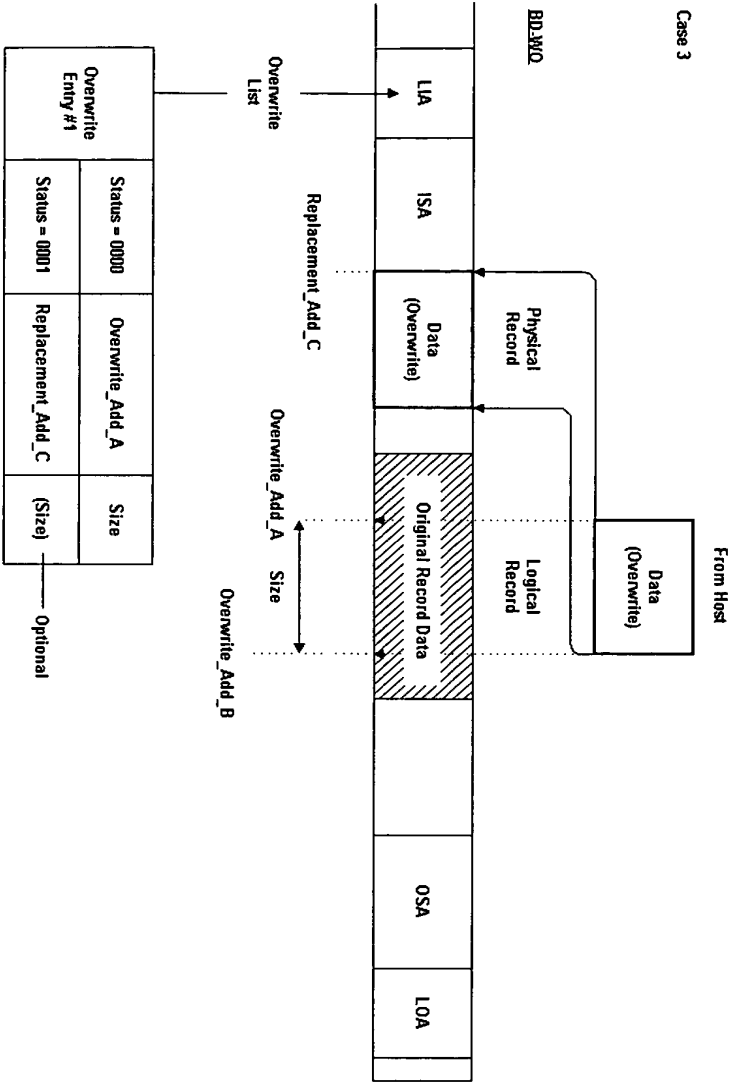 Case 3
BD-WO
From Host
Data
(Overwrite)
Physical
Record
Logical
Record
LIA
ISA
Data
(Overwrite)
Original Record Data
OSA
LOA
Replacement_Add_C
Overwrite_Add_A
Size
Overwrite_Add_B
Overwrite
List
Overwrite
Entry #1
Status = 0000
Overwrite_Add_A
Size
Status = 0001
Replacement_Add_C
(Size)
Optional